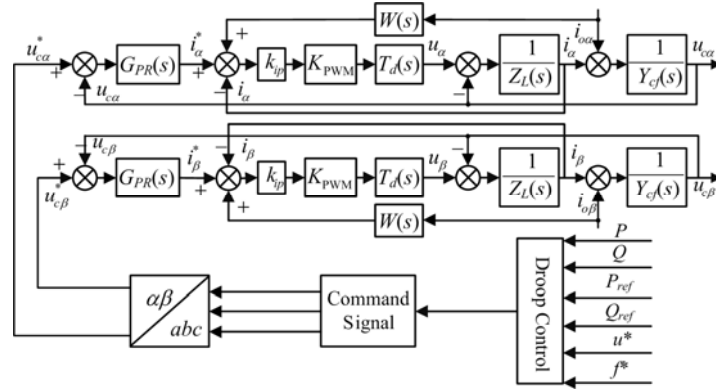 W(s)
u*cα
+
GPR(s)
i*α
+
+
kip
KPWM
Td(s)
uα
1
ZL(s)
iα
ioα
1
Ycf(s)
ucα
−
ucα
−
iα
−
−
ucβ
−
iβ
−
+
u*cβ
GPR(s)
i*β
+
kip
KPWM
Td(s)
uβ
1
ZL(s)
iβ
1
Ycf(s)
ucβ
+
W(s)
ioβ
P
Q
Pref
Qref
u*
f*
Droop Control
Command
Signal
αβ
abc